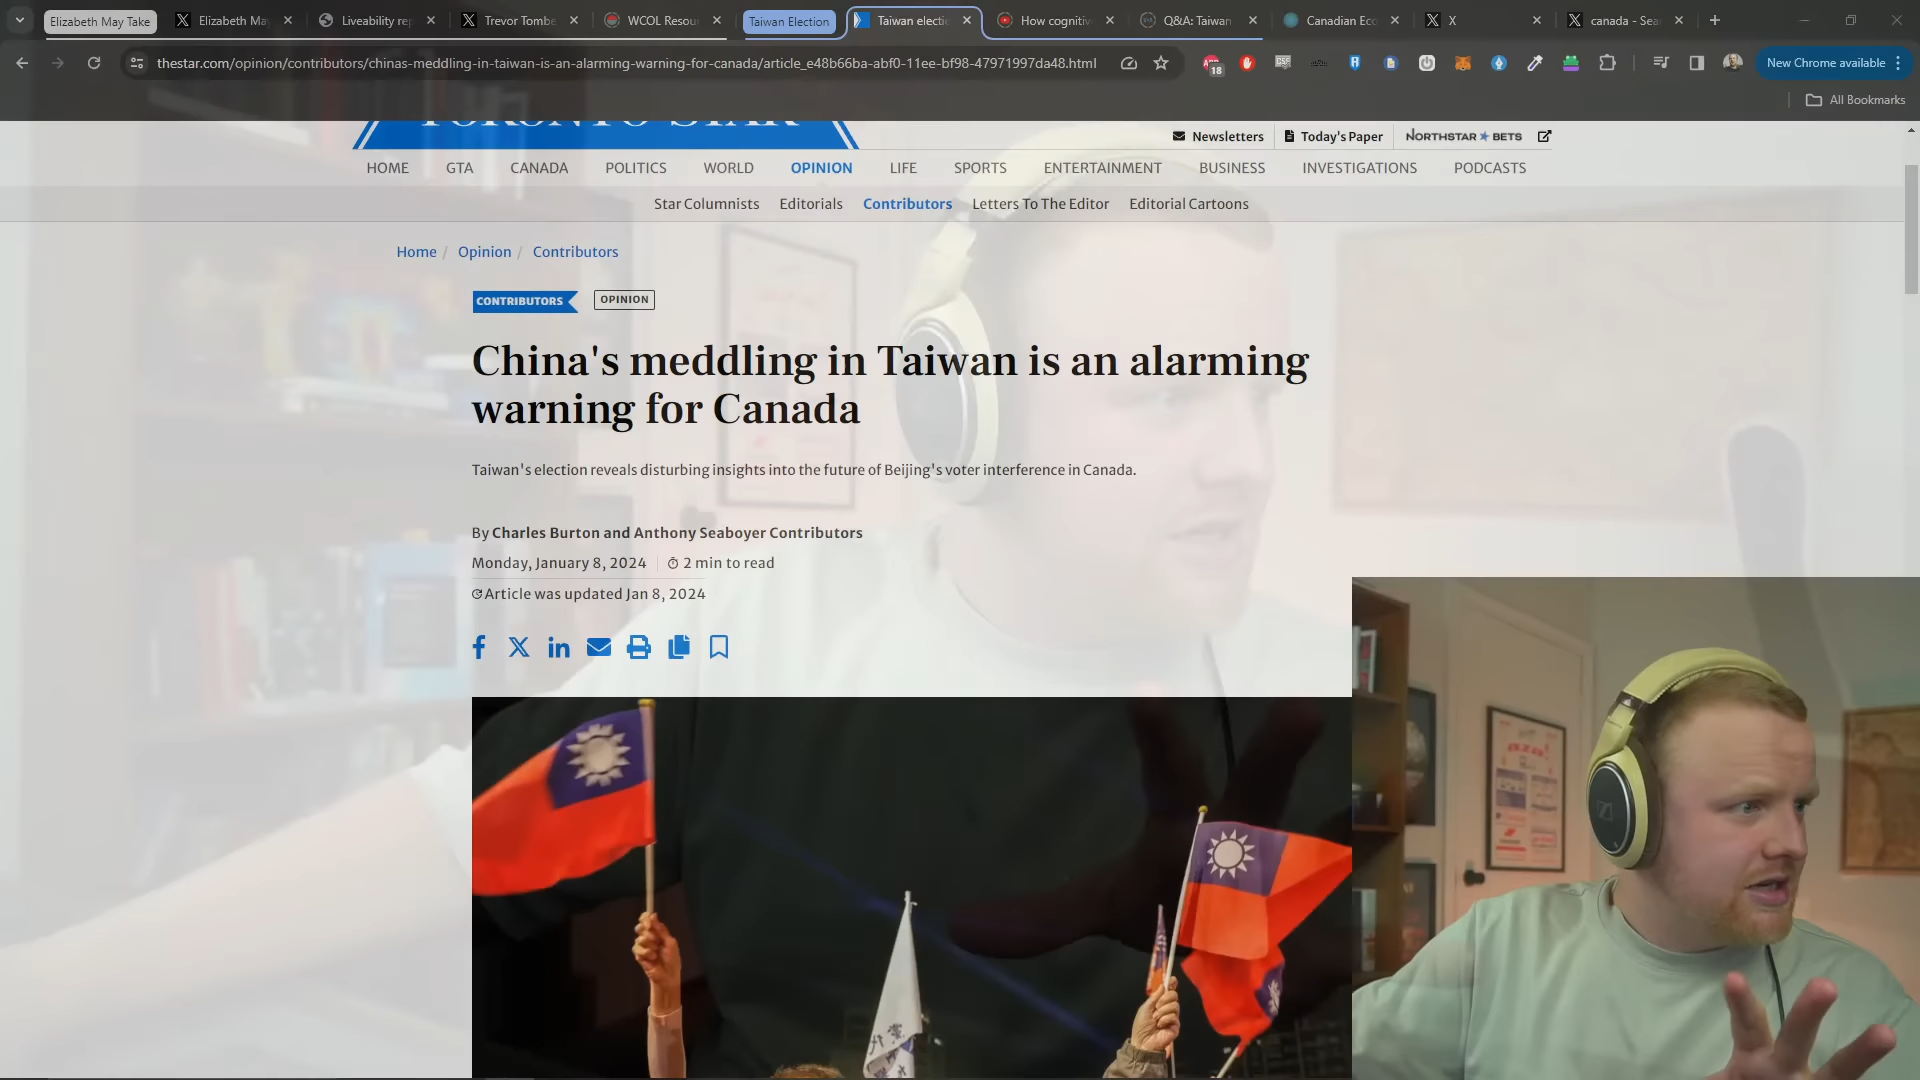 Elizabeth May Take
Elizabeth May
Liveability rep
Trevor Tombe
WCOL Resou
Taiwan Election
Taiwan electi
How cognitiv
Q&A: Taiwan
Canadian Eco
X
canada - Sea
thestar.com/opinion/contributors/chinas-meddling-in-taiwan-is-an-alarming-warning-for-canada/article_e48b66ba-abf0-11ee-bf98-47971997da48.html
18
New Chrome available
All Bookmarks
TORONTO STAR
Newsletters
Today's Paper
NORTHSTAR BETS
HOME GTA CANADA POLITICS WORLD OPINION LIFE SPORTS ENTERTAINMENT BUSINESS INVESTIGATIONS PODCASTS
Star Columnists Editorials Contributors Letters To The Editor Editorial Cartoons
Home / Opinion / Contributors
CONTRIBUTORS OPINION
China's meddling in Taiwan is an alarming
warning for Canada
Taiwan's election reveals disturbing insights into the future of Beijing's voter interference in Canada.
By Charles Burton and Anthony Seaboyer Contributors
Monday, January 8, 2024 2 min to read
Article was updated Jan 8, 2024